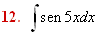 12. ∫ sen 5xdx